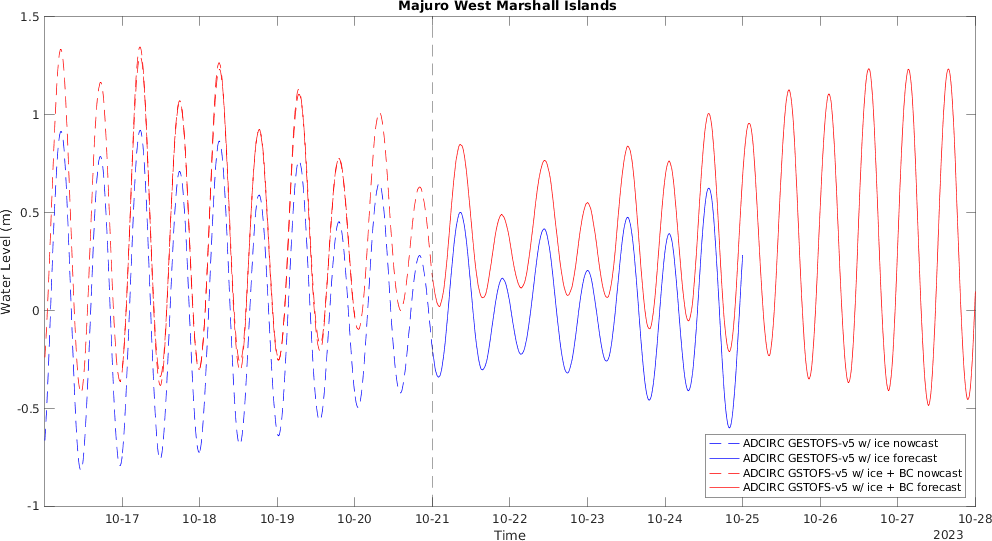 Majuro West Marshall Islands
1.5
1
0.5
0
-0.5
-1
Water Level (m)
10-17 10-18 10-19 10-20 10-21 10-22 10-23 10-24 10-25 10-26 10-27 10-28
Time
2023
ADCIRC GESTOFS-v5 w/ ice nowcast
ADCIRC GESTOFS-v5 w/ ice forecast
ADCIRC GSTOFS-v5 w/ ice + BC nowcast
ADCIRC GSTOFS-v5 w/ ice + BC forecast